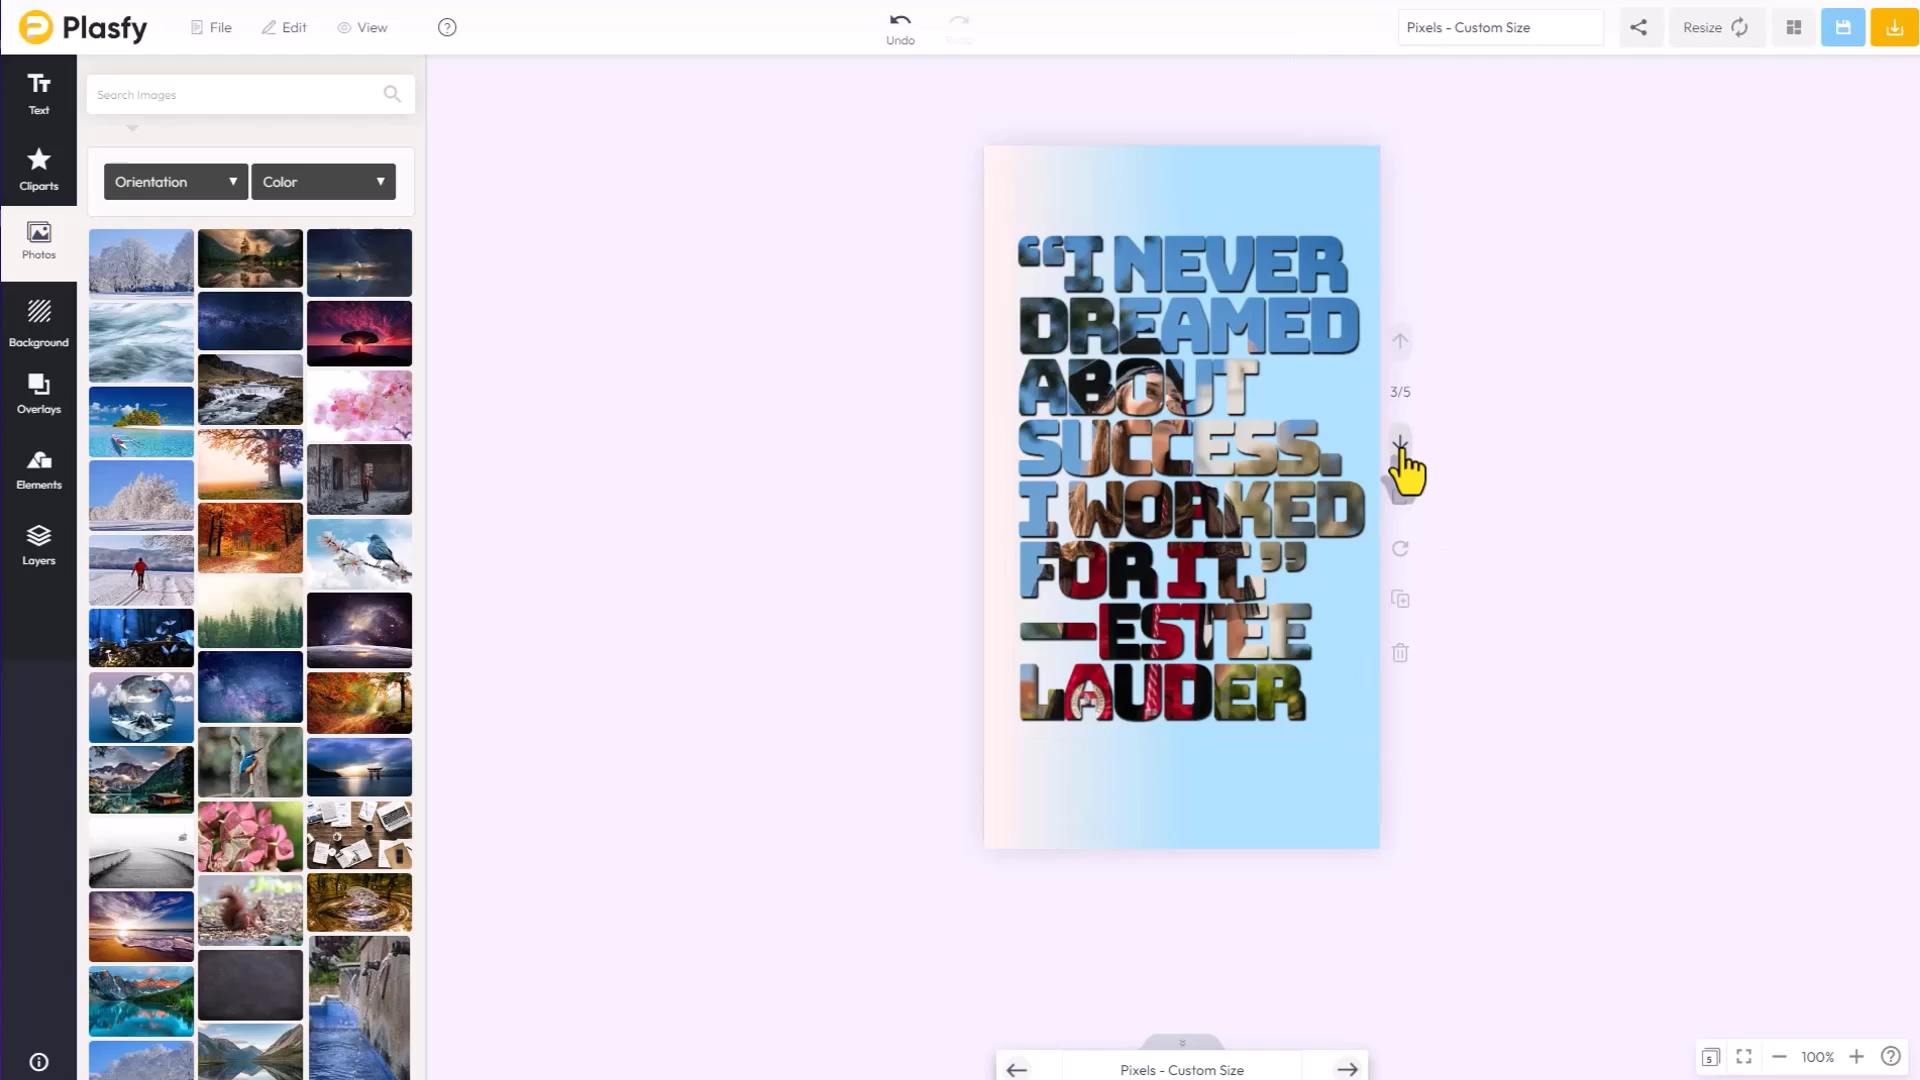 Plasfy
File
Edit
View
Undo
Pixels - Custom Size
Resize
Text
Cliparts
Photos
Background
Overlays
Elements
Layers
Search Images
Orientation
Color
“I NEVER
DREAMED
ABOUT
SUCCESS.
I WORKED
FOR IT.”
—ESTEE
LAUDER
3/5
Pixels - Custom Size
5
100%